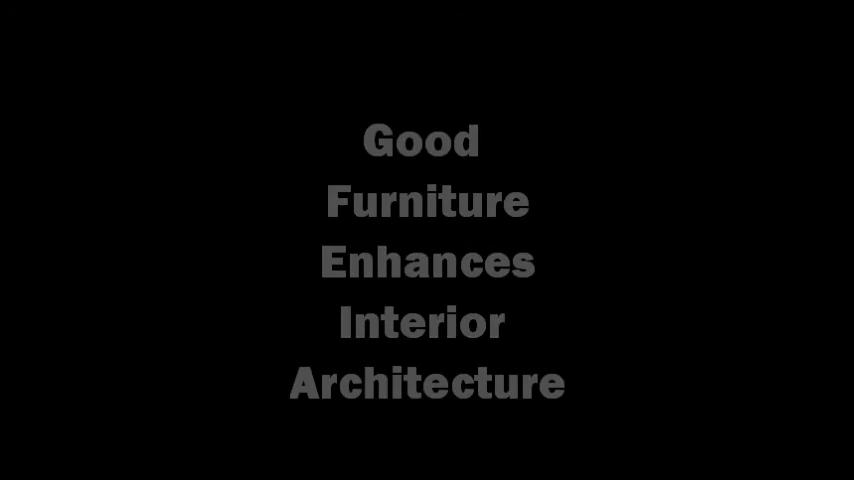 Good
Furniture
Enhances
Interior
Architecture